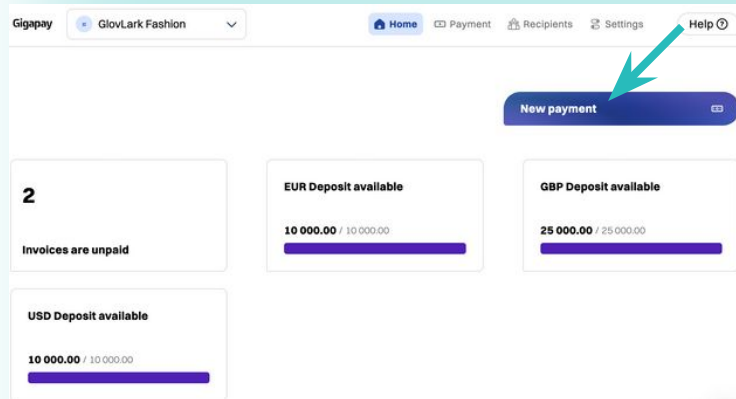 Gigapay GlovLark Fashion Home Payment Recipients Settings Help
New payment
2
Invoices are unpaid
EUR Deposit available
10 000.00 / 10 000.00
GBP Deposit available
25 000.00 / 25 000.00
USD Deposit available
10 000.00 / 10 000.00